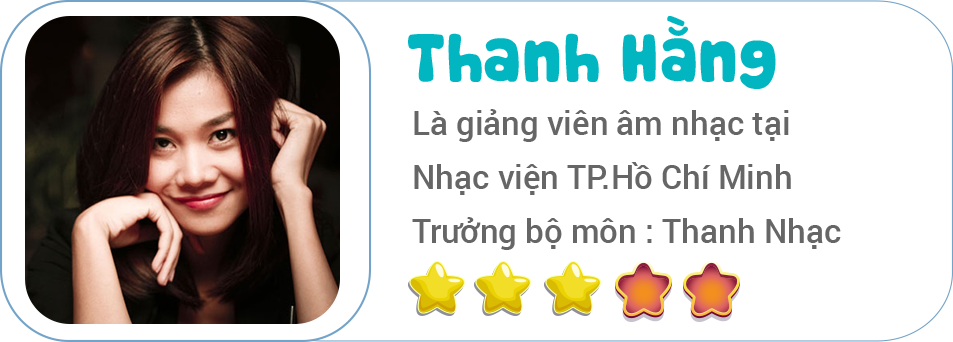 Thanh Hằng
Là giảng viên âm nhạc tại
Nhạc viện TP.Hồ Chí Minh
Trưởng bộ môn : Thanh Nhạc